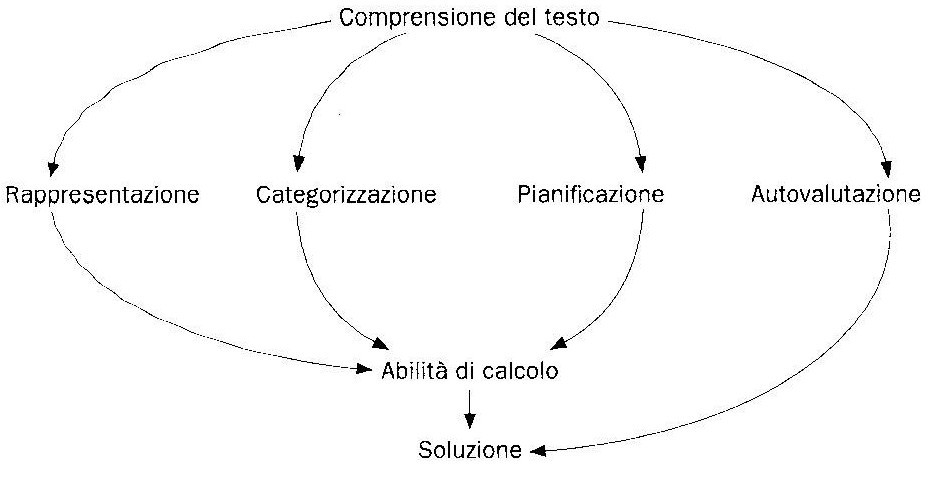 Comprensione del testo
Rappresentazione Categorizzazione Pianificazione Autovalutazione
Abilità di calcolo
Soluzione